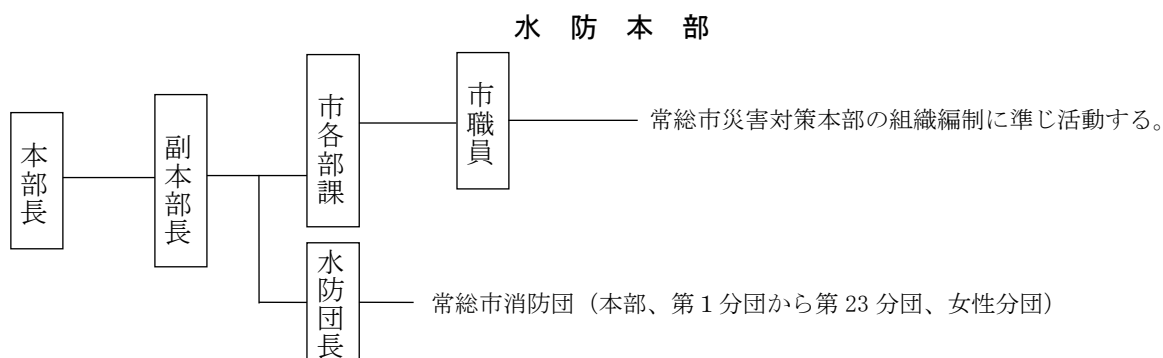 水 防 本 部
本部長
副本部長
市各部課
市職員
常総市災害対策本部の組織編制に準じ活動する。
水防団長
常総市消防団（本部、第１分団から第 23 分団、女性分団）